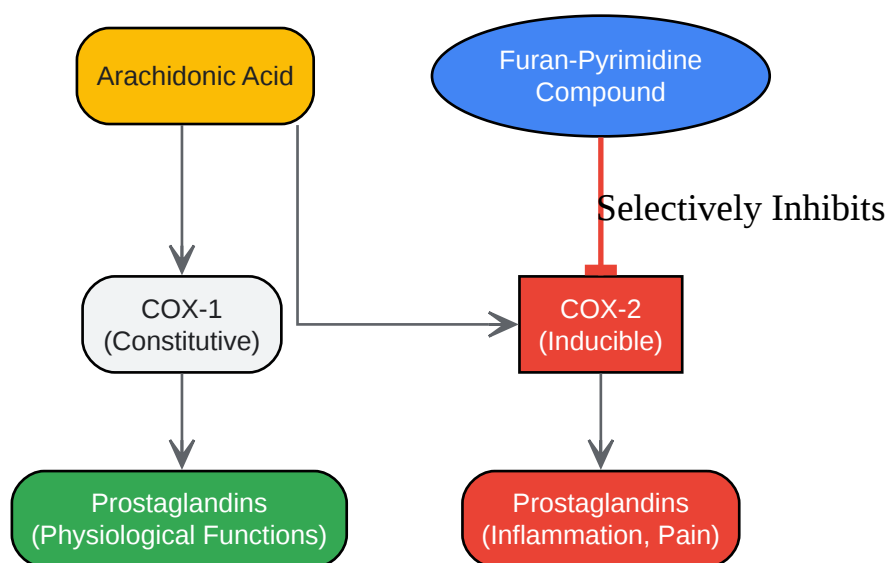 Arachidonic Acid
Furan-Pyrimidine
Compound
Selectively Inhibits
COX-1
(Constitutive)
COX-2
(Inducible)
Prostaglandins
(Physiological Functions)
Prostaglandins
(Inflammation, Pain)